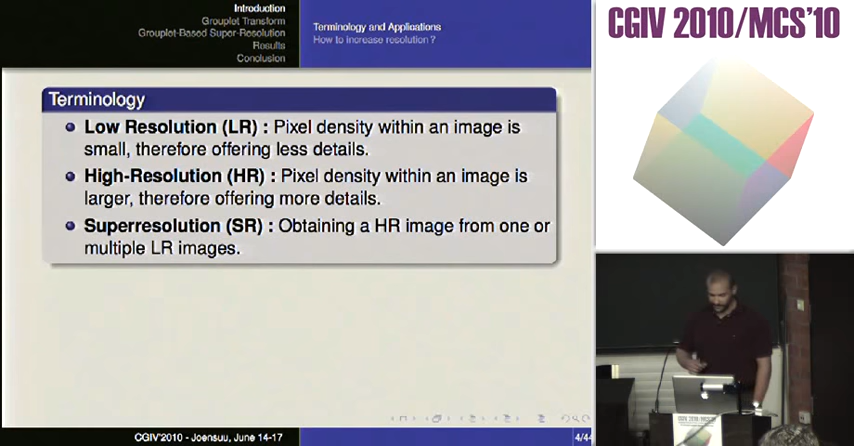 Introduction
Grouplet Transform
Grouplet-Based Super-Resolution
Results
Conclusion
Terminology and Applications
How to increase resolution ?
CGIV 2010/MCS'10
Terminology
Low Resolution (LR) : Pixel density within an image is
small, therefore offering less details.
High-Resolution (HR) : Pixel density within an image is
larger, therefore offering more details.
Superresolution (SR) : Obtaining a HR image from one or
multiple LR images.
CGIV'2010 - Joensuu, June 14-17
4/44